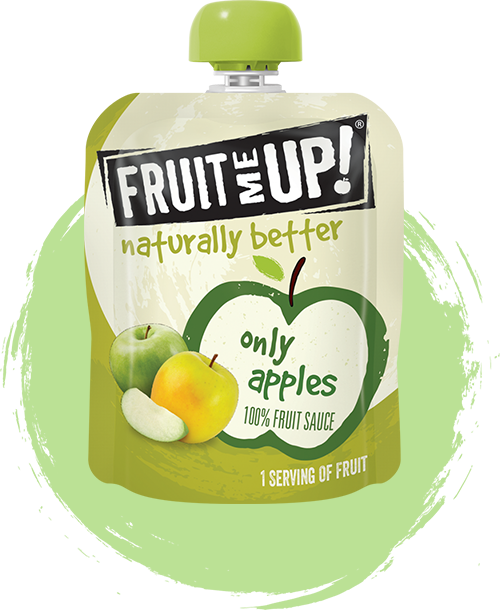 FRUIT ME UP!®
naturally better
only
apples
100% FRUIT SAUCE
1 SERVING OF FRUIT